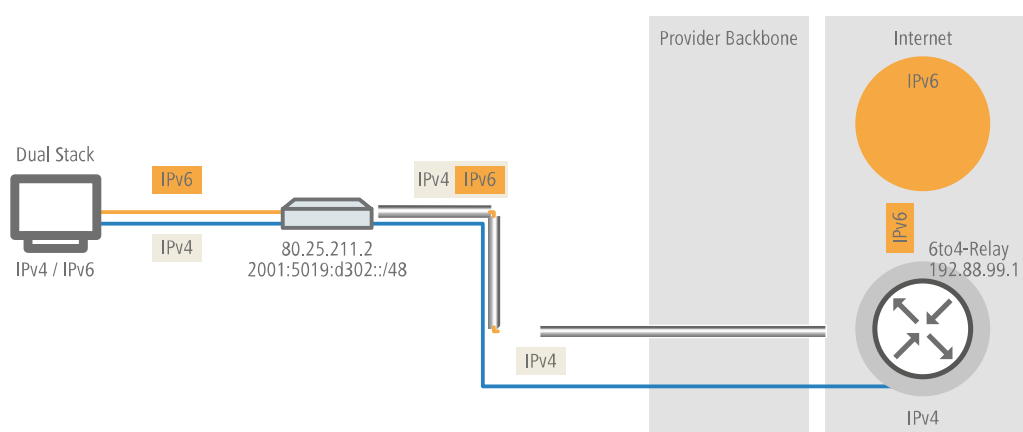 Provider Backbone
Internet
IPv6
Dual Stack
IPv6
IPv4 IPv6
IPv6
IPv4
80.25.211.2
2001:5019:d302::/48
IPv4 / IPv6
6to4-Relay
192.88.99.1
IPv4
IPv4